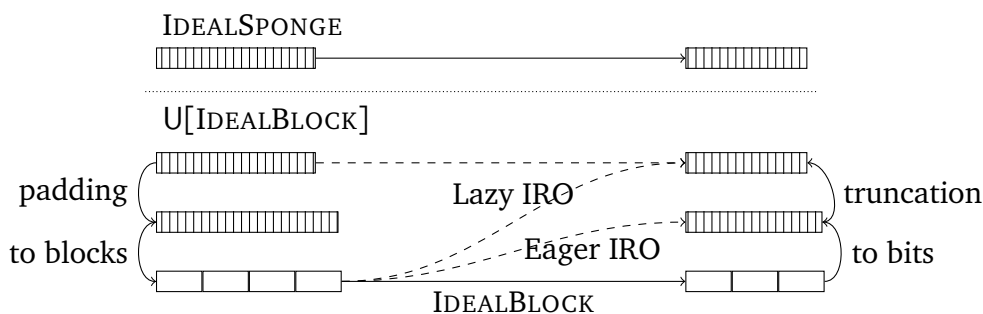 IDEALSPONGE
U[IDEALBLOCK]
padding
Lazy IRO
truncation
to blocks
Eager IRO
to bits
IDEALBLOCK